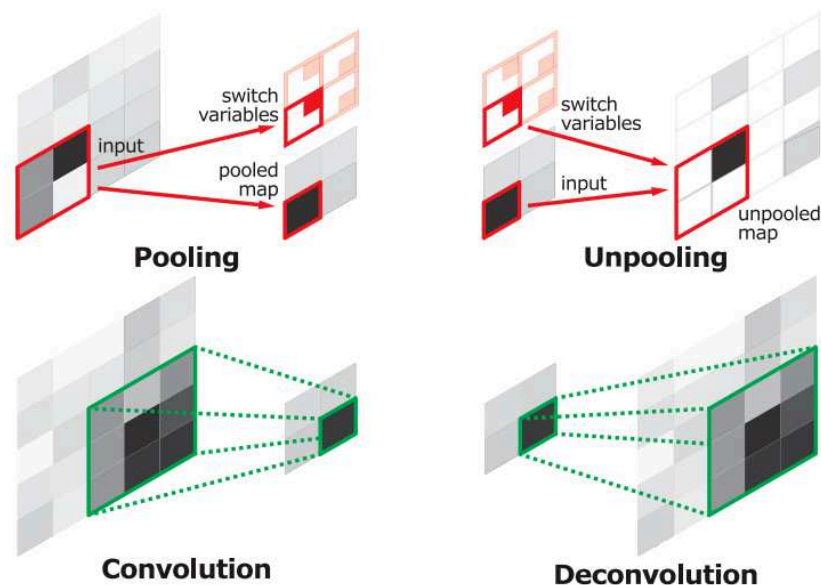 switch
variables
input
pooled
map
Pooling
switch
variables
input
unpooled
map
Unpooling
Convolution
Deconvolution